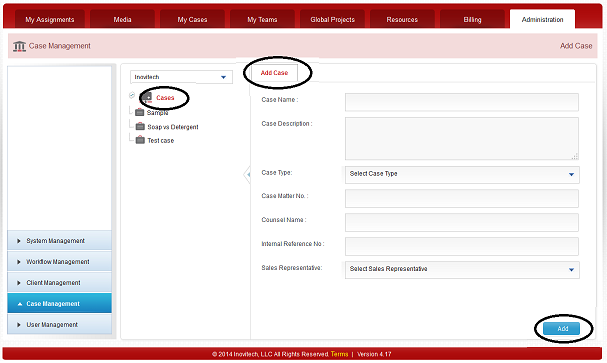 My Assignments Media My Cases My Teams Global Projects Resources Billing Administration
Case Management Add Case
Inovitech
Cases
Sample
Soap vs Detergent
Test case
System Management
Workflow Management
Client Management
Case Management
User Management
Add Case
Case Name :
Case Description :
Case Type: Select Case Type
Case Matter No. :
Counsel Name :
Internal Reference No :
Sales Representative: Select Sales Representative
Add
© 2014 Inovitech, LLC All Rights Reserved. Terms | Version 4.17